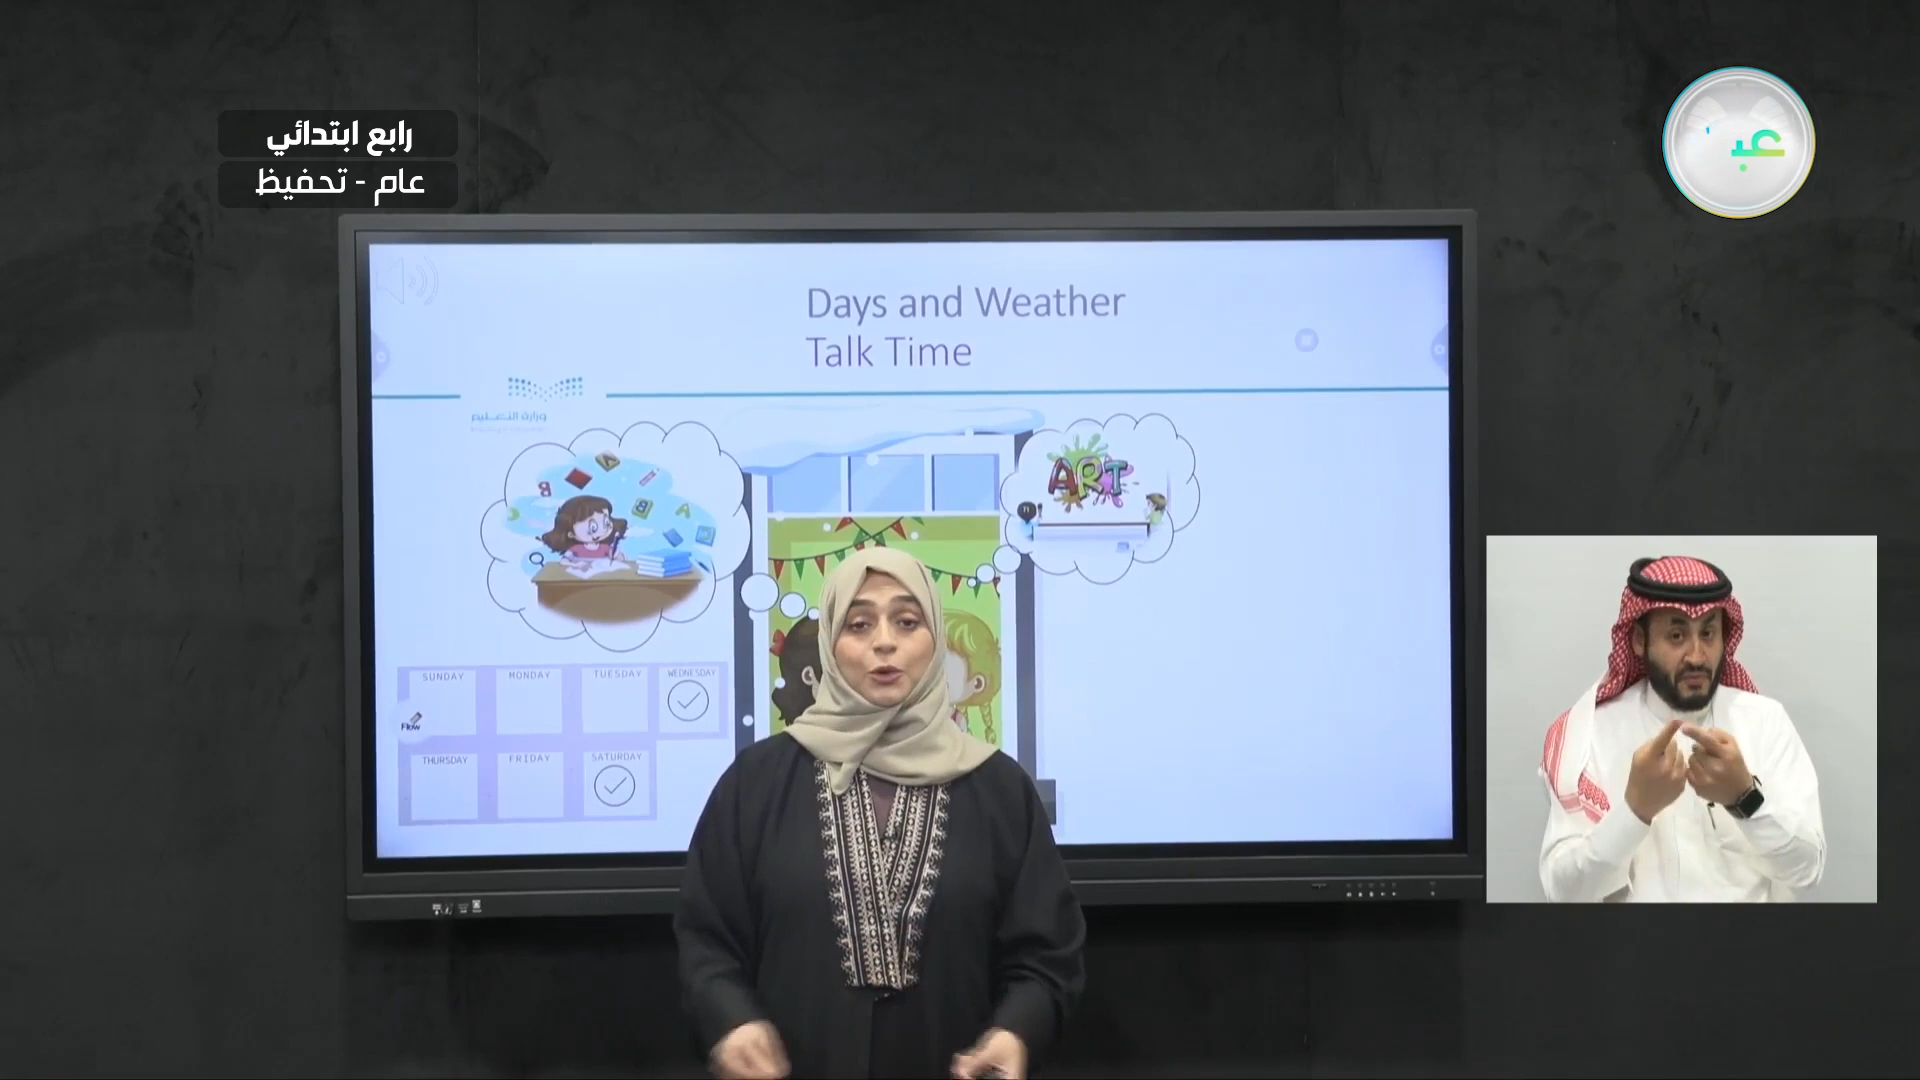 رابع ابتدائي
عام - تحفيظ
Days and Weather
Talk Time
وزارة التعليم
ART
SUNDAY
MONDAY
TUESDAY
WEDNESDAY
Flow
THURSDAY
FRIDAY
SATURDAY